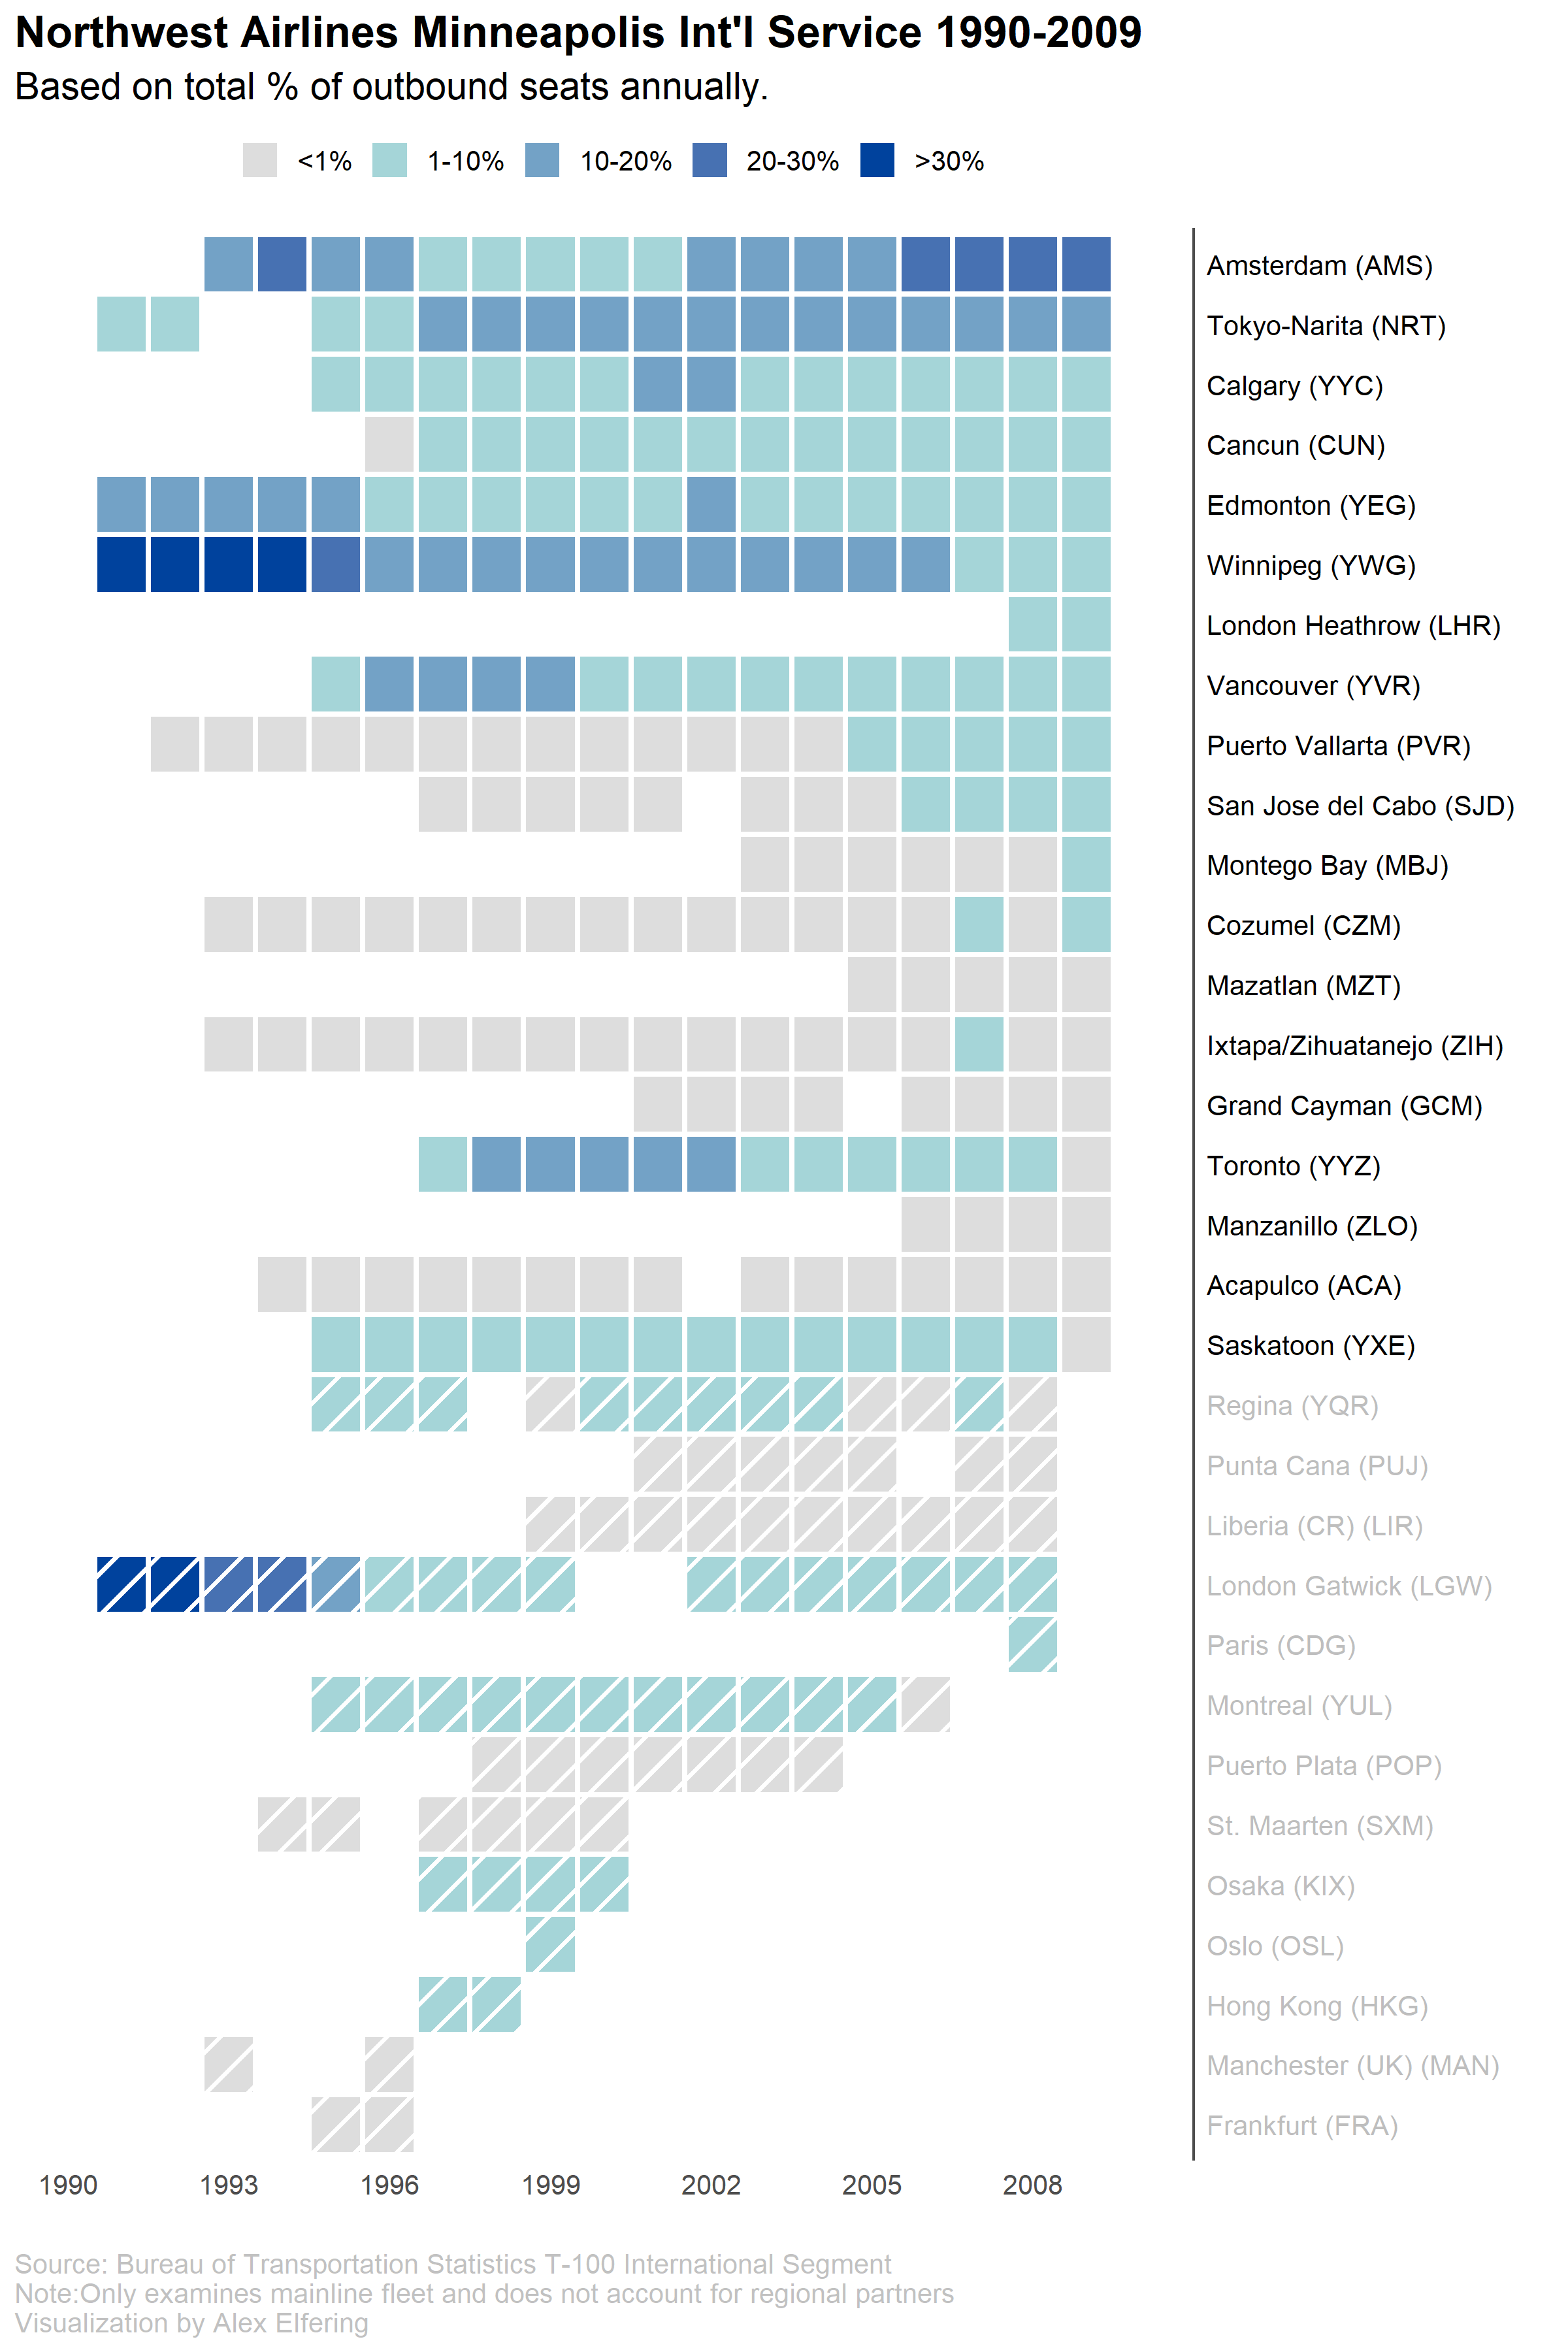 Northwest Airlines Minneapolis Int'l Service 1990-2009
Based on total % of outbound seats annually.
<1% 1-10% 10-20% 20-30% >30%
Amsterdam (AMS)
Tokyo-Narita (NRT)
Calgary (YYC)
Cancun (CUN)
Edmonton (YEG)
Winnipeg (YWG)
London Heathrow (LHR)
Vancouver (YVR)
Puerto Vallarta (PVR)
San Jose del Cabo (SJD)
Montego Bay (MBJ)
Cozumel (CZM)
Mazatlan (MZT)
Ixtapa/Zihuatanejo (ZIH)
Grand Cayman (GCM)
Toronto (YYZ)
Manzanillo (ZLO)
Acapulco (ACA)
Saskatoon (YXE)
Regina (YQR)
Punta Cana (PUJ)
Liberia (CR) (LIR)
London Gatwick (LGW)
Paris (CDG)
Montreal (YUL)
Puerto Plata (POP)
St. Maarten (SXM)
Osaka (KIX)
Oslo (OSL)
Hong Kong (HKG)
Manchester (UK) (MAN)
Frankfurt (FRA)
1990 1993 1996 1999 2002 2005 2008
Source: Bureau of Transportation Statistics T-100 International Segment
Note:Only examines mainline fleet and does not account for regional partners
Visualization by Alex Elfering